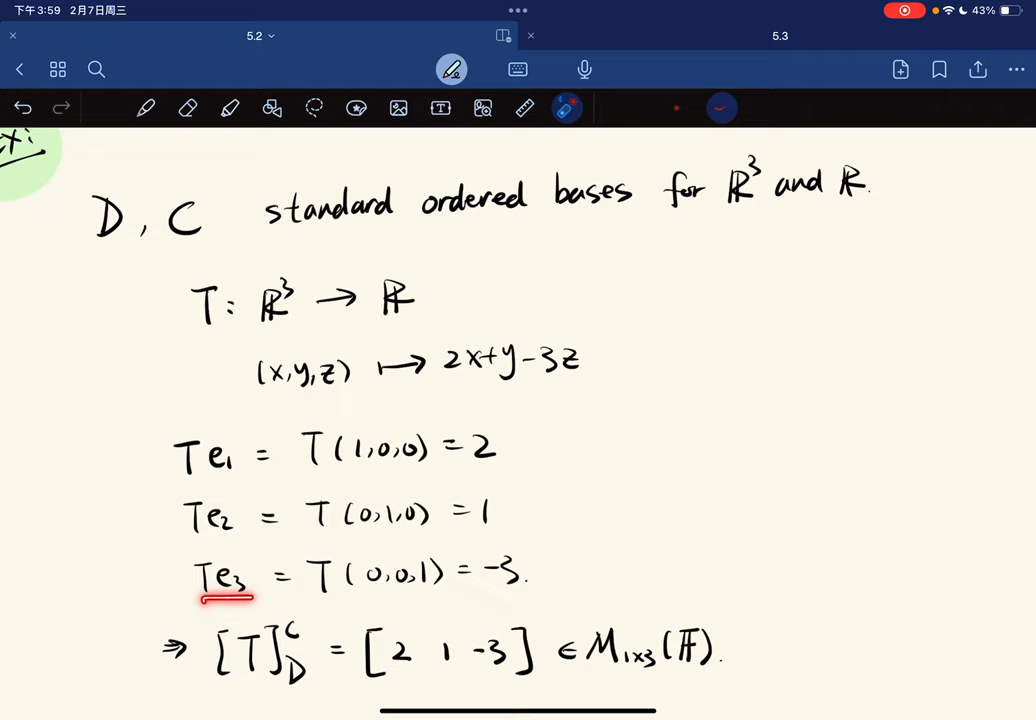 下午3:59 2月7日周三 43%
5.2 5.3
x:
D, C standard ordered bases for ℝ³ and ℝ.
T: ℝ³ → ℝ
(x,y,z) ↦ 2x+y-3z
Te₁ = T(1,0,0) = 2
Te₂ = T(0,1,0) = 1
Te₃ = T(0,0,1) = -3.
⇒ [T]_D^C = [2 1 -3] ∈ M₁ₓ₃(𝔽).